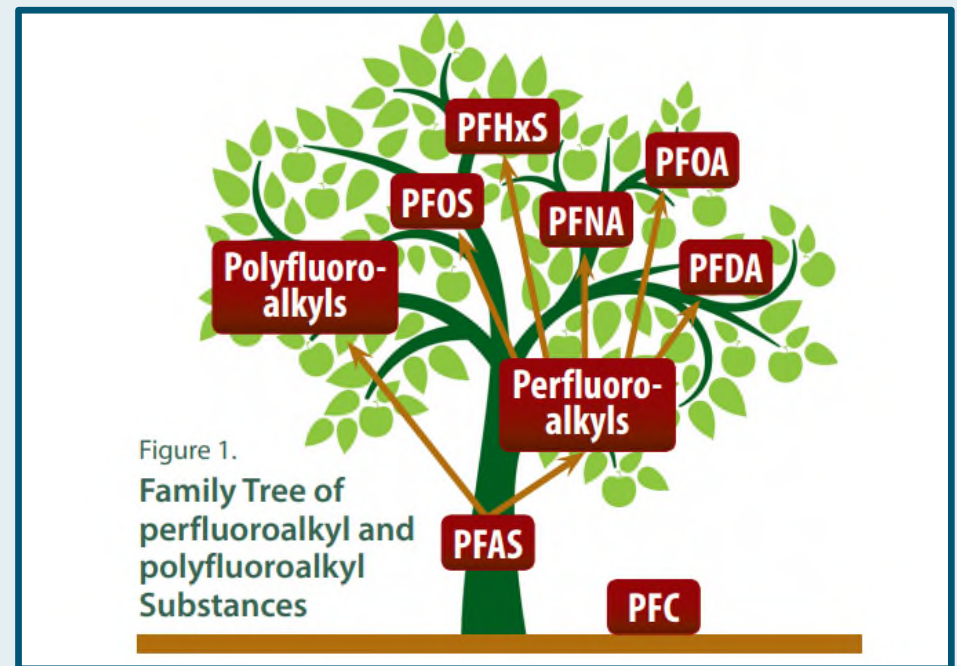 PFHxS
PFOA
PFOS
PFNA
Polyfluoro-
alkyls
PFDA
Perfluoro-
alkyls
Figure 1.
Family Tree of
perfluoroalkyl and
polyfluoroalkyl
Substances
PFAS
PFC